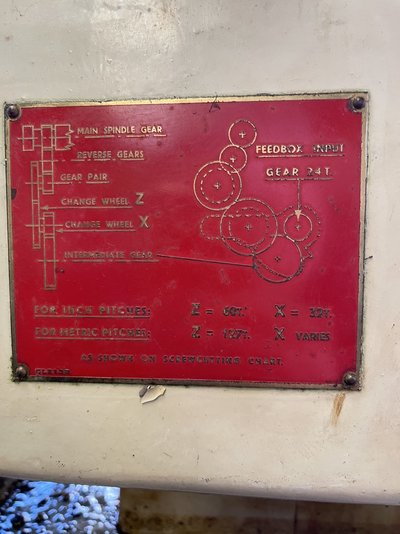 MAIN SPINDLE GEAR
REVERSE GEARS
GEAR PAIR
CHANGE WHEEL Z
CHANGE WHEEL X
INTERMEDIATE GEAR
FEEDBOX INPUT
GEAR 24T.
FOR INCH PITCHES: Z = 60T. X = 32T.
FOR METRIC PITCHES: Z = 127T. X VARIES
AS SHOWN ON SCREWCUTTING CHART.